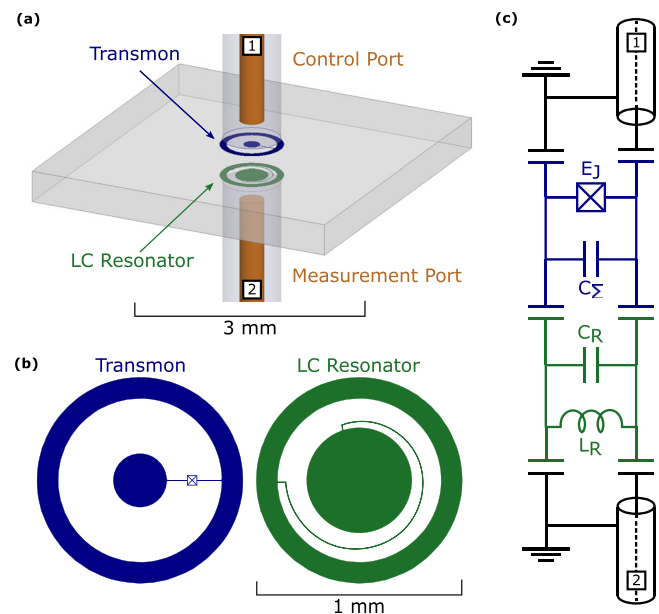 (a)
1
Transmon
Control Port
LC Resonator
Measurement Port
2
3 mm
(b)
Transmon
LC Resonator
1 mm
(c)
1
E_J
C_Σ
C_R
L_R
2